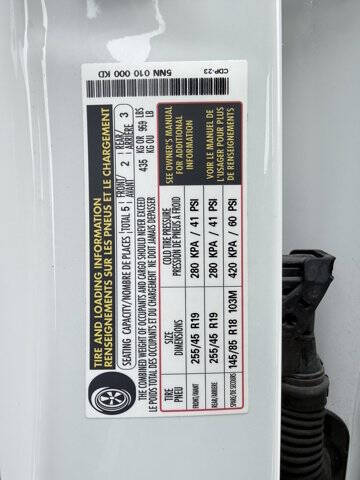 TIRE AND LOADING INFORMATION
RENSEIGNEMENTS SUR LES PNEUS ET LE CHARGEMENT
SEATING CAPACITY/NOMBRE DE PLACES TOTAL 5 FRONT/AVANT 2 REAR/ARRIÈRE 3
THE COMBINED WEIGHT OF OCCUPANTS AND CARGO SHOULD NEVER EXCEED 435 KG OR 959 LBS
LE POIDS TOTAL DES OCCUPANTS ET DU CHARGEMENT NE DOIT JAMAIS DÉPASSER 435 KG OU 959 LB
TIRE PNEU SIZE DIMENSIONS COLD TIRE PRESSURE PRESSION DE PNEUS À FROID
FRONT/AVANT 255/45 R19 280 KPA / 41 PSI
REAR/ARRIÈRE 255/45 R19 280 KPA / 41 PSI
SPARE/DE SECOURS 145/85 R18 103M 420 KPA / 60 PSI
SEE OWNER'S MANUAL FOR ADDITIONAL INFORMATION
VOIR LE MANUEL DE L'USAGER POUR PLUS DE RENSEIGNEMENTS
5NN 010 000 KD
CDP-23